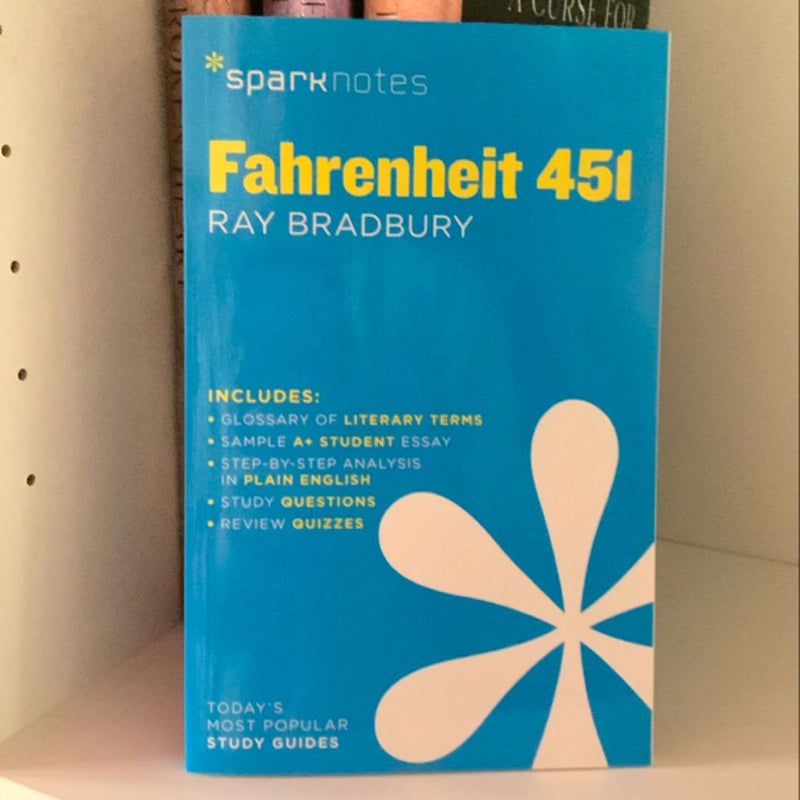 A CURSE FOR
*sparknotes
Fahrenheit 451
RAY BRADBURY
INCLUDES:
• GLOSSARY OF LITERARY TERMS
• SAMPLE A+ STUDENT ESSAY
• STEP-BY-STEP ANALYSIS
IN PLAIN ENGLISH
• STUDY QUESTIONS
• REVIEW QUIZZES
TODAY'S
MOST POPULAR
STUDY GUIDES